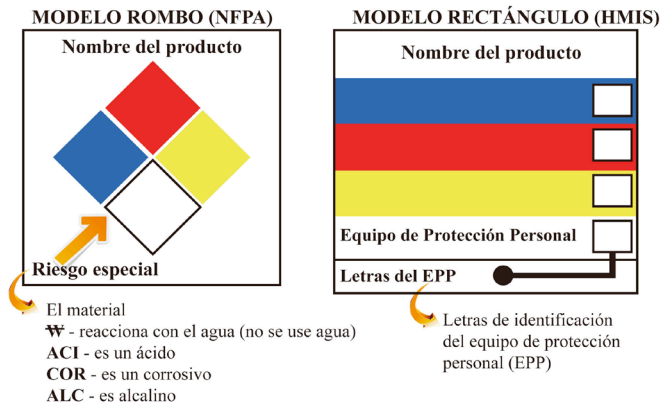 MODELO ROMBO (NFPA)
Nombre del producto
Riesgo especial
El material
W - reacciona con el agua (no se use agua)
ACI - es un ácido
COR - es un corrosivo
ALC - es alcalino
MODELO RECTÁNGULO (HMIS)
Nombre del producto
Equipo de Protección Personal
Letras del EPP
Letras de identificación
del equipo de protección
personal (EPP)